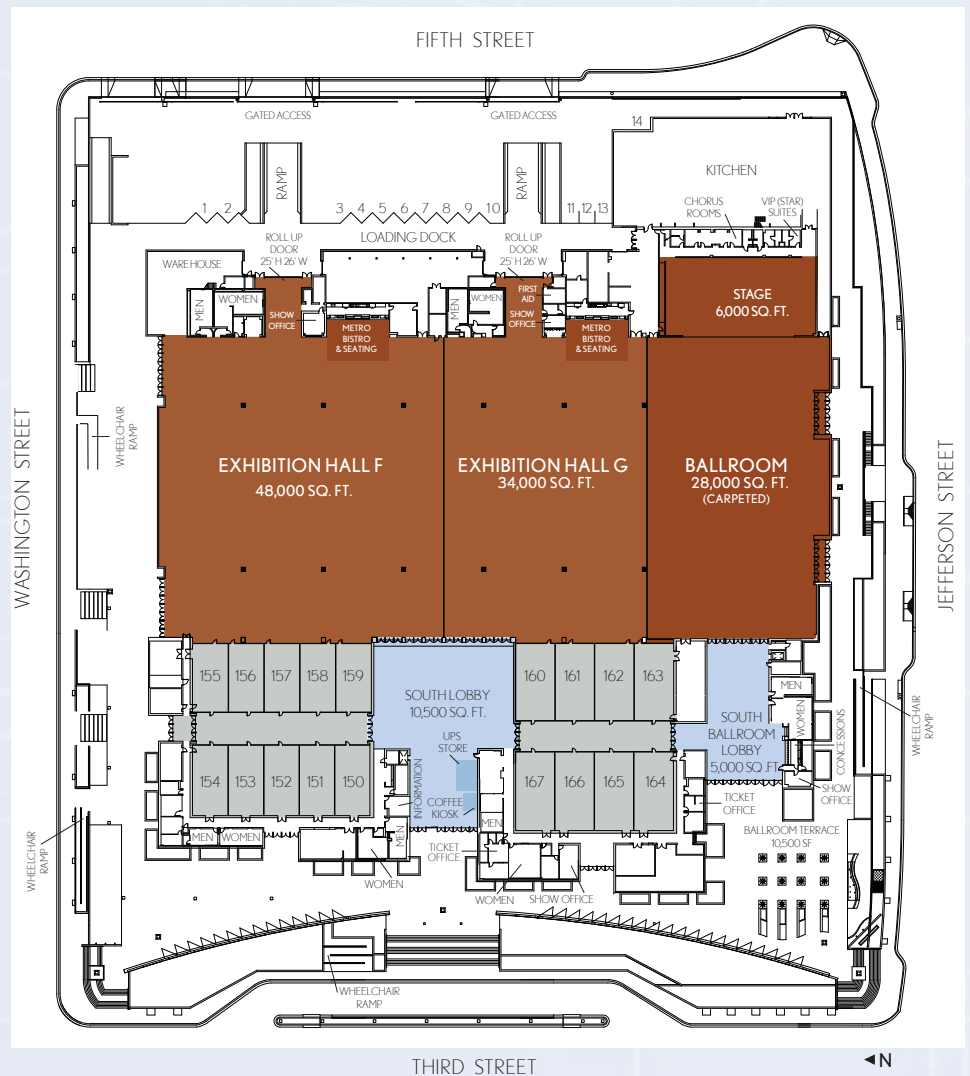 FIFTH STREET
GATED ACCESS
GATED ACCESS
14
KITCHEN
RAMP
RAMP
CHORUS
ROOMS
VIP (STAR)
SUITES
1 2
3 4 5 6 7 8 9 10
11 12 13
LOADING DOCK
ROLL UP
DOOR
25' H 26' W
ROLL UP
DOOR
25' H 26' W
WARE HOUSE
MEN
WOMEN
SHOW
OFFICE
METRO
BISTRO
& SEATING
MEN
WOMEN
FIRST
AID
SHOW
OFFICE
METRO
BISTRO
& SEATING
STAGE
6,000 SQ. FT.
WASHINGTON STREET
WHEELCHAIR
RAMP
EXHIBITION HALL F
48,000 SQ. FT.
EXHIBITION HALL G
34,000 SQ. FT.
BALLROOM
28,000 SQ. FT.
(CARPETED)
JEFFERSON STREET
155 156 157 158 159
SOUTH LOBBY
10,500 SQ. FT.
160 161 162 163
MEN
WOMEN
SOUTH
BALLROOM
LOBBY
5,000 SQ .FT.
CONCESSIONS
WHEELCHAIR
RAMP
UPS
STORE
154 153 152 151 150
INFORMATION
COFFEE
KIOSK
167 166 165 164
SHOW
OFFICE
TICKET
OFFICE
MEN
WOMEN
MEN
MEN
TICKET
OFFICE
BALLROOM TERRACE
10,500 SF
WHEELCHAIR
RAMP
WOMEN
WOMEN
SHOW OFFICE
WHEELCHAIR
RAMP
THIRD STREET
N